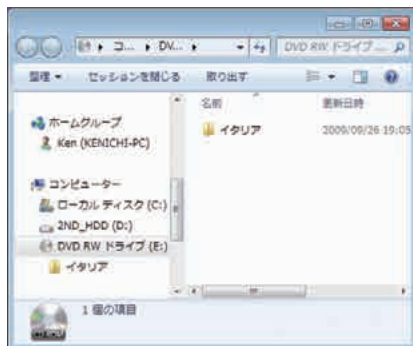 コ... DV... DVD RW ドライブ ...
整理 セッションを閉じる 取り出す
名前 更新日時
ホームグループ
Ken (KENICHI-PC)
イタリア 2009/09/26 19:05
コンピューター
ローカル ディスク (C:)
2ND_HDD (D:)
DVD RW ドライブ (E:)
イタリア
1 個の項目